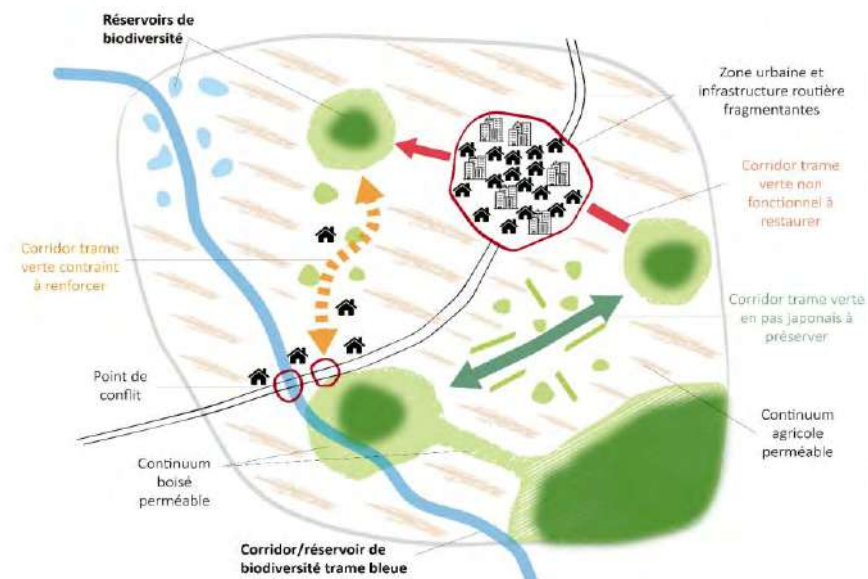 Réservoirs de
biodiversité
Zone urbaine et
infrastructure routière
fragmentantes
Corridor trame
verte non
fonctionnel à
restaurer
Corridor trame
verte contraint
à renforcer
Corridor trame verte
en pas japonais à
préserver
Point de
conflit
Continuum
agricole
perméable
Continuum
boisé
perméable
Corridor/réservoir de
biodiversité trame bleue